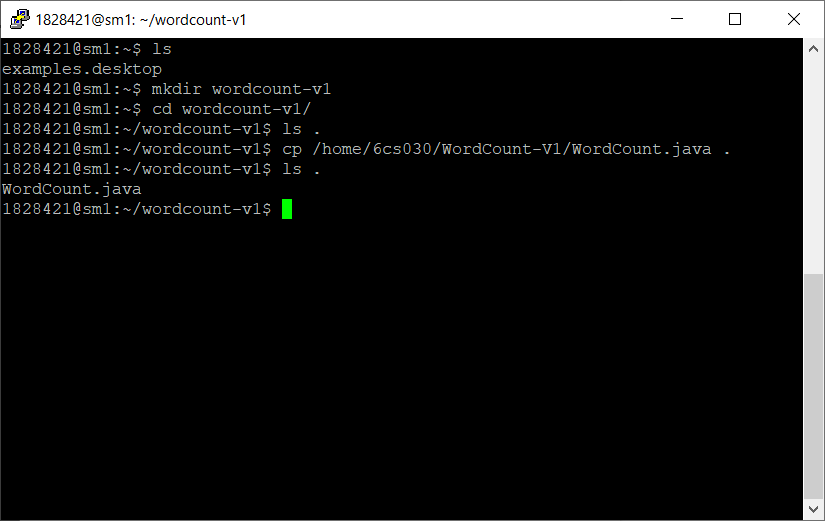 1828421@sm1: ~/wordcount-v1
1828421@sm1:~$ ls
examples.desktop
1828421@sm1:~$ mkdir wordcount-v1
1828421@sm1:~$ cd wordcount-v1/
1828421@sm1:~/wordcount-v1$ ls .
1828421@sm1:~/wordcount-v1$ cp /home/6cs030/WordCount-V1/WordCount.java .
1828421@sm1:~/wordcount-v1$ ls .
WordCount.java
1828421@sm1:~/wordcount-v1$